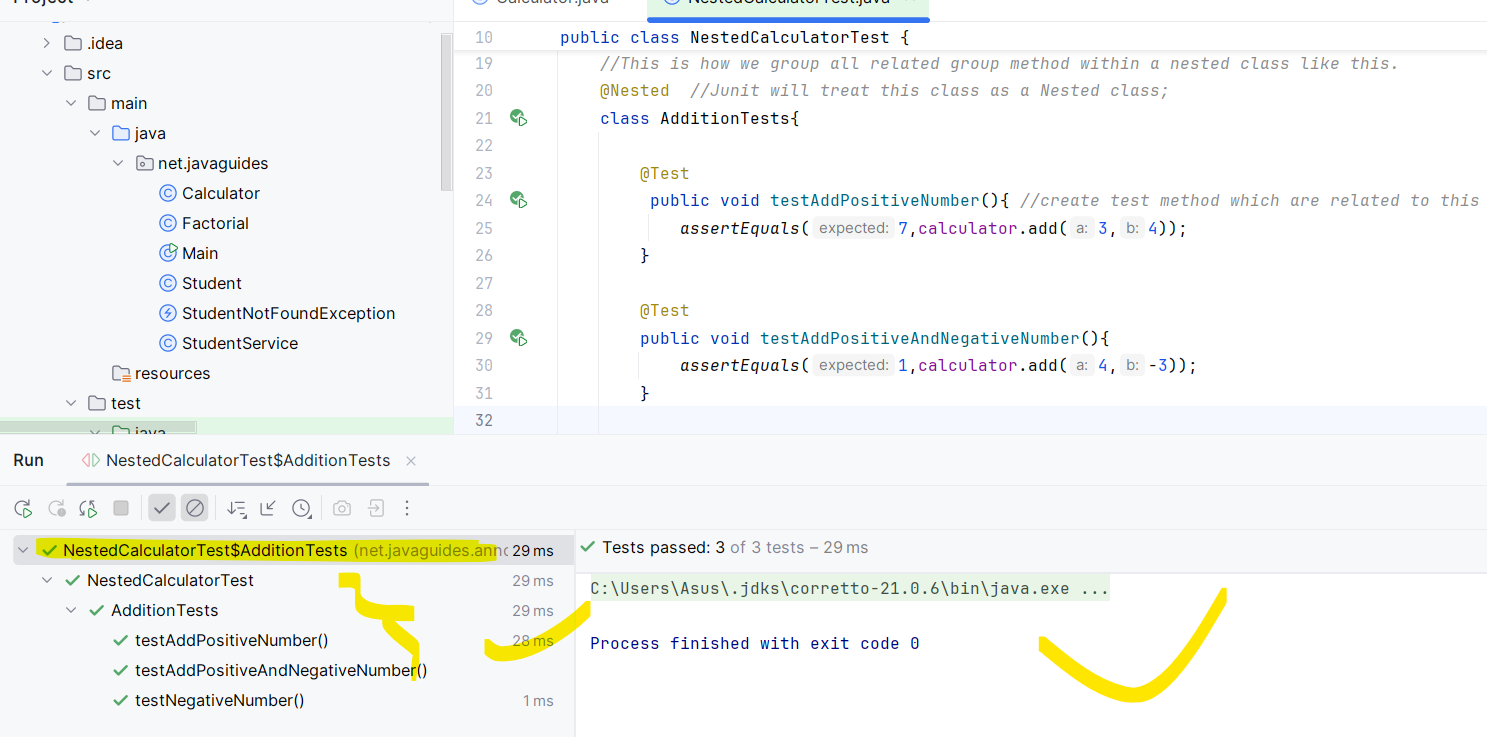 Project
Calculator.java
NestedCalculatorTest.java
.idea
src
main
java
net.javaguides
Calculator
Factorial
Main
Student
StudentNotFoundException
StudentService
resources
test
java
10 public class NestedCalculatorTest {
19 //This is how we group all related group method within a nested class like this.
20 @Nested //Junit will treat this class as a Nested class;
21 class AdditionTests{
22
23 @Test
24 public void testAddPositiveNumber(){ //create test method which are related to this
25 assertEquals( expected: 7,calculator.add( a: 3, b: 4));
26 }
27
28 @Test
29 public void testAddPositiveAndNegativeNumber(){
30 assertEquals( expected: 1,calculator.add( a: 4, b: -3));
31 }
32
Run NestedCalculatorTest$AdditionTests
NestedCalculatorTest$AdditionTests (net.javaguides.anno 29 ms
NestedCalculatorTest 29 ms
AdditionTests 29 ms
testAddPositiveNumber() 28 ms
testAddPositiveAndNegativeNumber()
testNegativeNumber() 1 ms
Tests passed: 3 of 3 tests – 29 ms
C:\Users\Asus\.jdks\corretto-21.0.6\bin\java.exe ...
Process finished with exit code 0